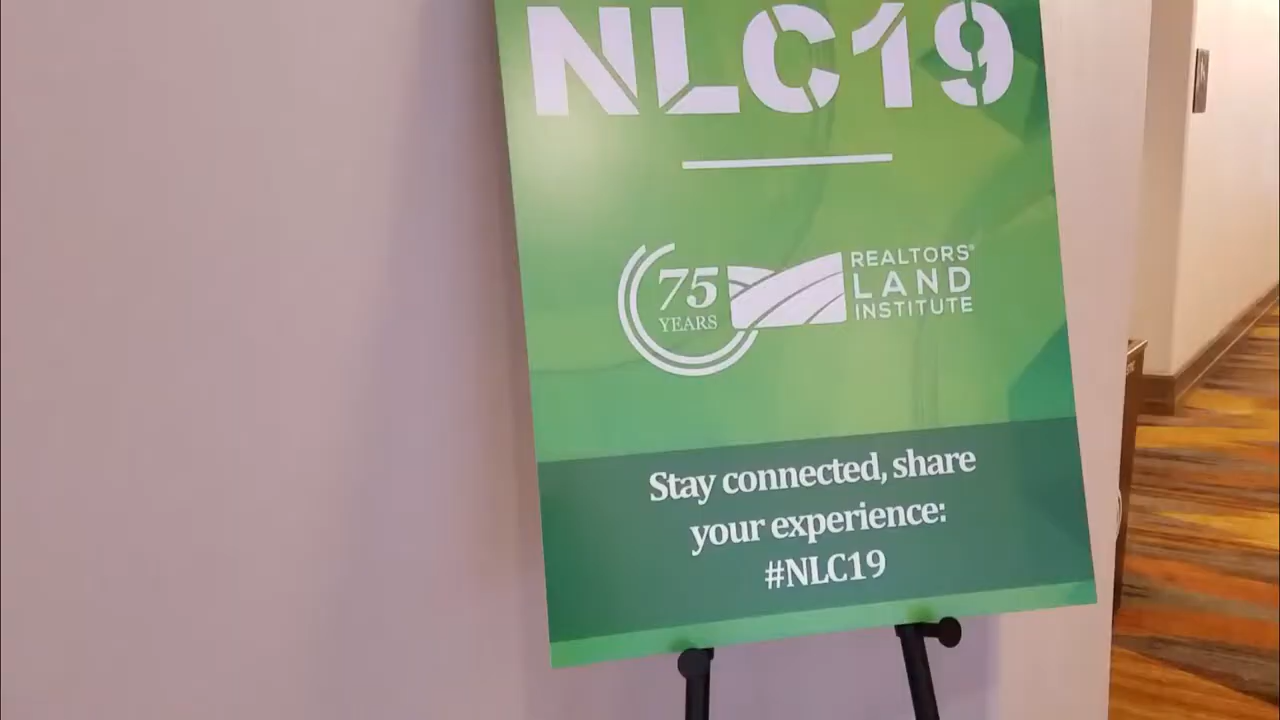 NLC19
75
YEARS
REALTORS®
LAND
INSTITUTE
Stay connected, share
your experience:
#NLC19